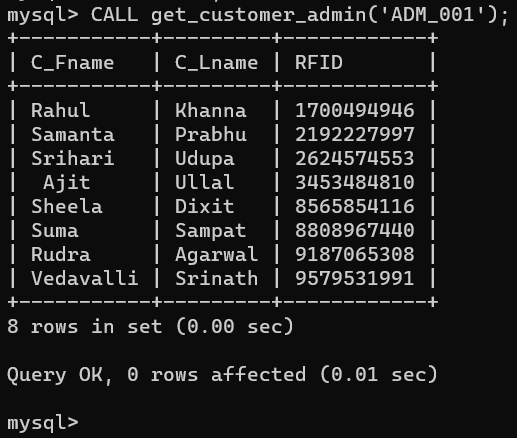 mysql> CALL get_customer_admin('ADM_001');
+-----------+---------+------------+
| C_Fname   | C_Lname | RFID       |
+-----------+---------+------------+
| Rahul     | Khanna  | 1700494946 |
| Samanta   | Prabhu  | 2192227997 |
| Srihari   | Udupa   | 2624574553 |
|  Ajit     | Ullal   | 3453484810 |
| Sheela    | Dixit   | 8565854116 |
| Suma      | Sampat  | 8808967440 |
| Rudra     | Agarwal | 9187065308 |
| Vedavalli | Srinath | 9579531991 |
+-----------+---------+------------+
8 rows in set (0.00 sec)

Query OK, 0 rows affected (0.01 sec)

mysql>